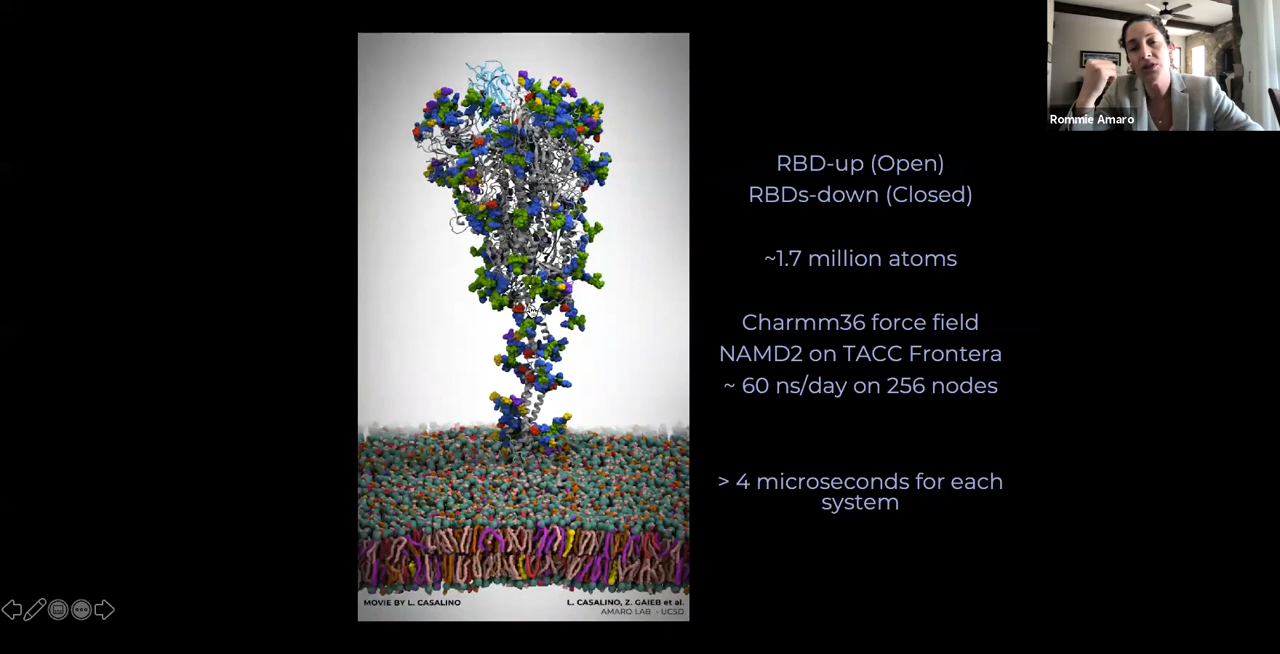 Rommie Amaro
RBD-up (Open)
RBDs-down (Closed)
~1.7 million atoms
Charmm36 force field
NAMD2 on TACC Frontera
~ 60 ns/day on 256 nodes
> 4 microseconds for each
system
MOVIE BY L. CASALINO
L. CASALINO, Z. GAIEB et al.
AMARO LAB - UCSD